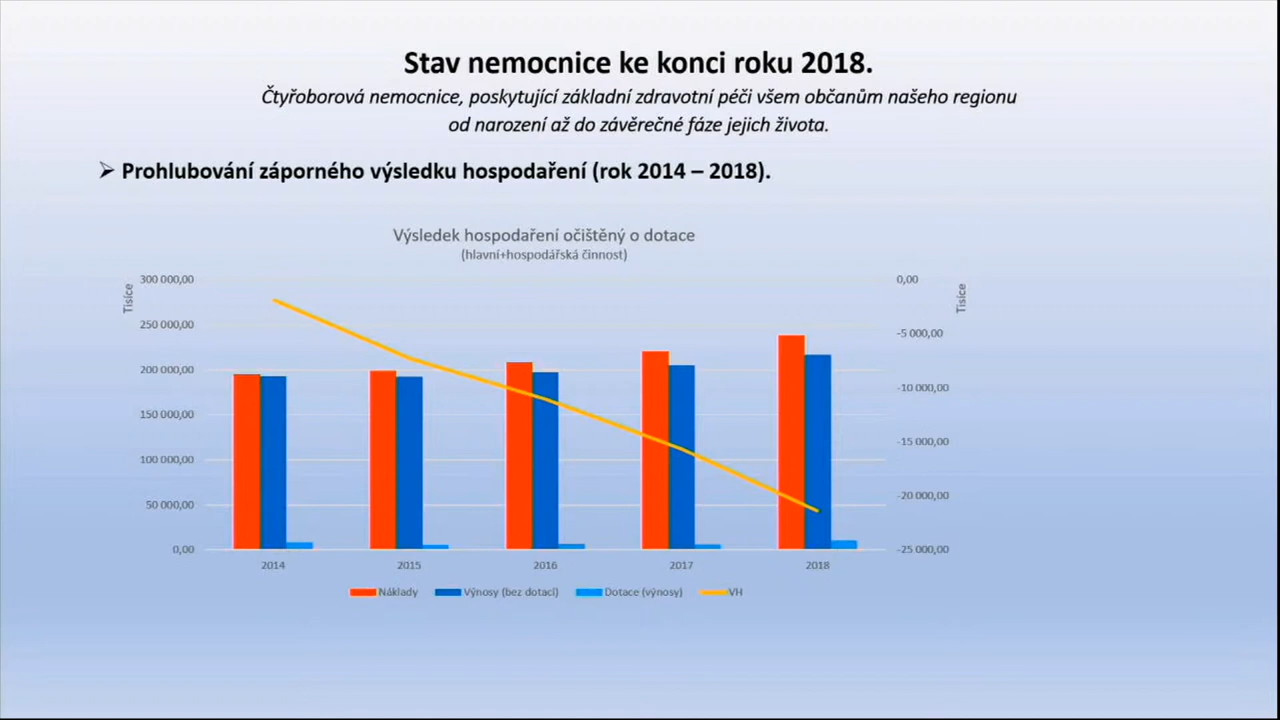 Stav nemocnice ke konci roku 2018.
Čtyřoborová nemocnice, poskytující základní zdravotní péči všem občanům našeho regionu
od narození až do závěrečné fáze jejich života.
➢ Prohlubování záporného výsledku hospodaření (rok 2014 – 2018).
Výsledek hospodaření očištěný o dotace
(hlavní+hospodářská činnost)
Tisíce
300 000,00
250 000,00
200 000,00
150 000,00
100 000,00
50 000,00
0,00
Tisíce
0,00
-5 000,00
-10 000,00
-15 000,00
-20 000,00
-25 000,00
2014 2015 2016 2017 2018
Náklady Výnosy (bez dotací) Dotace (výnosy) VH